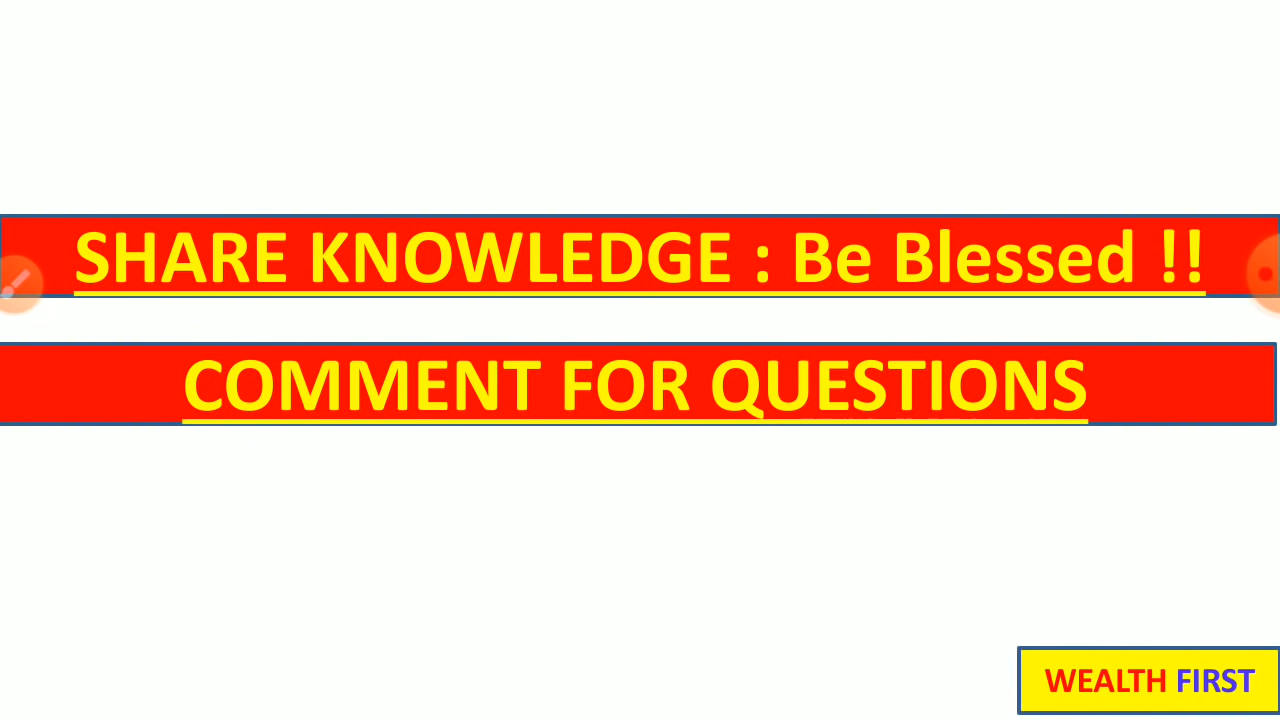 SHARE KNOWLEDGE : Be Blessed !!
COMMENT FOR QUESTIONS
WEALTH FIRST